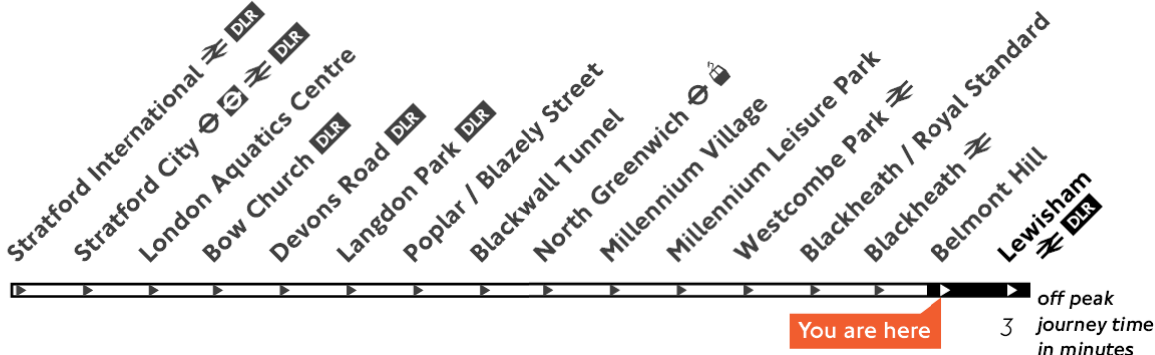 Stratford International DLR
Stratford City DLR
London Aquatics Centre
Bow Church DLR
Devons Road DLR
Langdon Park DLR
Poplar / Blazely Street
Blackwall Tunnel
North Greenwich
Millennium Village
Millennium Leisure Park
Westcombe Park
Blackheath / Royal Standard
Blackheath
Belmont Hill
Lewisham
DLR
You are here
3
off peak
journey time
in minutes